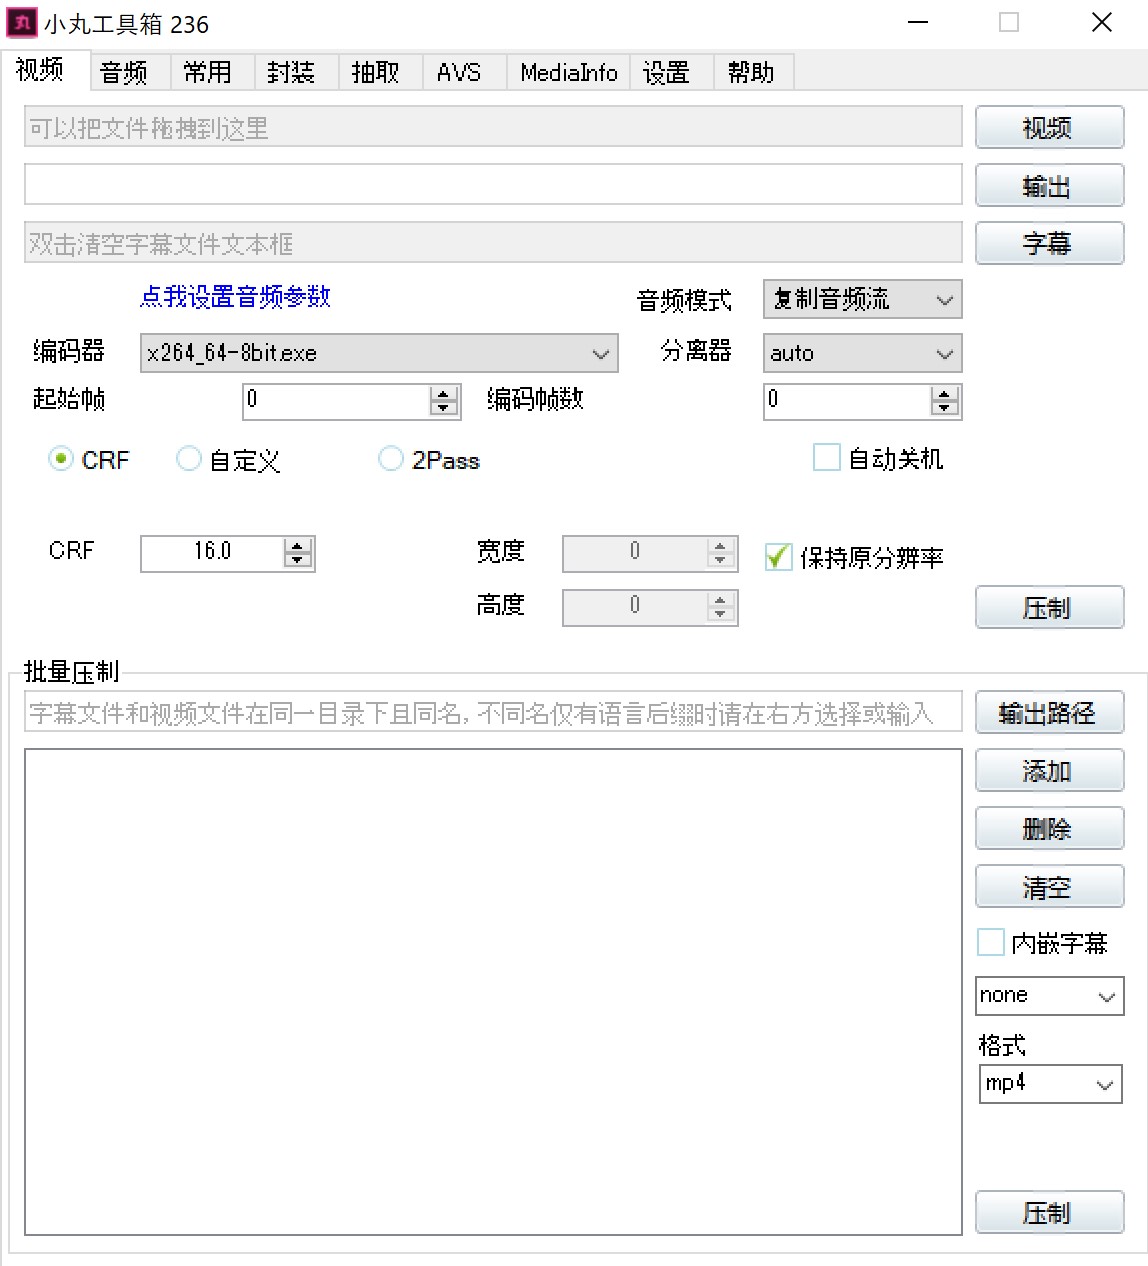 丸 小丸工具箱 236
视频 音频 常用 封装 抽取 AVS MediaInfo 设置 帮助
可以把文件拖拽到这里 视频
输出
双击清空字幕文件文本框 字幕
点我设置音频参数 音频模式 复制音频流
编码器 x264_64-8bit.exe 分离器 auto
起始帧 0 编码帧数 0
CRF 自定义 2Pass 自动关机
CRF 16.0 宽度 0 保持原分辨率
高度 0 压制
批量压制
字幕文件和视频文件在同一目录下且同名, 不同名仅有语言后缀时请在右方选择或输入 输出路径
添加
删除
清空
内嵌字幕
none
格式
mp4
压制